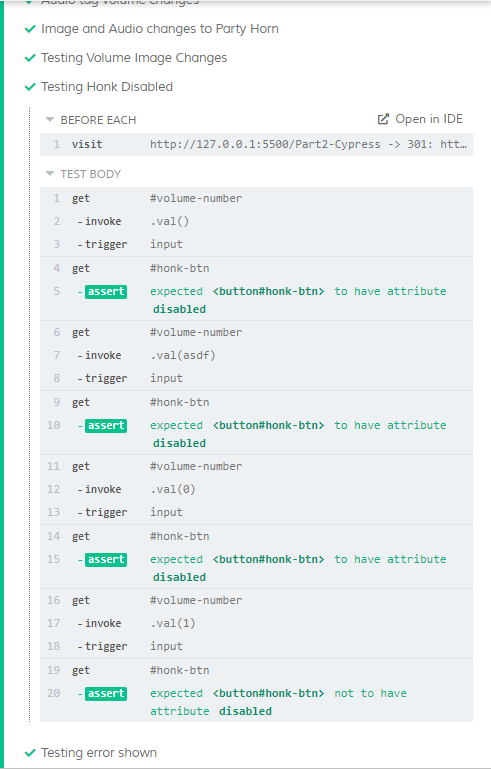 Audio tag volume changes
Image and Audio changes to Party Horn
Testing Volume Image Changes
Testing Honk Disabled
BEFORE EACH Open in IDE
1 visit http://127.0.0.1:5500/Part2-Cypress -> 301: htt…
TEST BODY
1 get #volume-number
2 -invoke .val()
3 -trigger input
4 get #honk-btn
5 -assert expected <button#honk-btn> to have attribute
disabled
6 get #volume-number
7 -invoke .val(asdf)
8 -trigger input
9 get #honk-btn
10 -assert expected <button#honk-btn> to have attribute
disabled
11 get #volume-number
12 -invoke .val(0)
13 -trigger input
14 get #honk-btn
15 -assert expected <button#honk-btn> to have attribute
disabled
16 get #volume-number
17 -invoke .val(1)
18 -trigger input
19 get #honk-btn
20 -assert expected <button#honk-btn> not to have
attribute disabled
Testing error shown